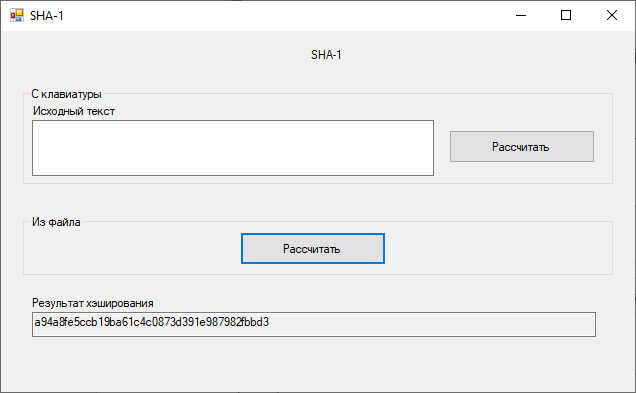 SHA-1
SHA-1
С клавиатуры
Исходный текст
Рассчитать
Из файла
Рассчитать
Результат хэширования
a94a8fe5ccb19ba61c4c0873d391e987982fbbd3